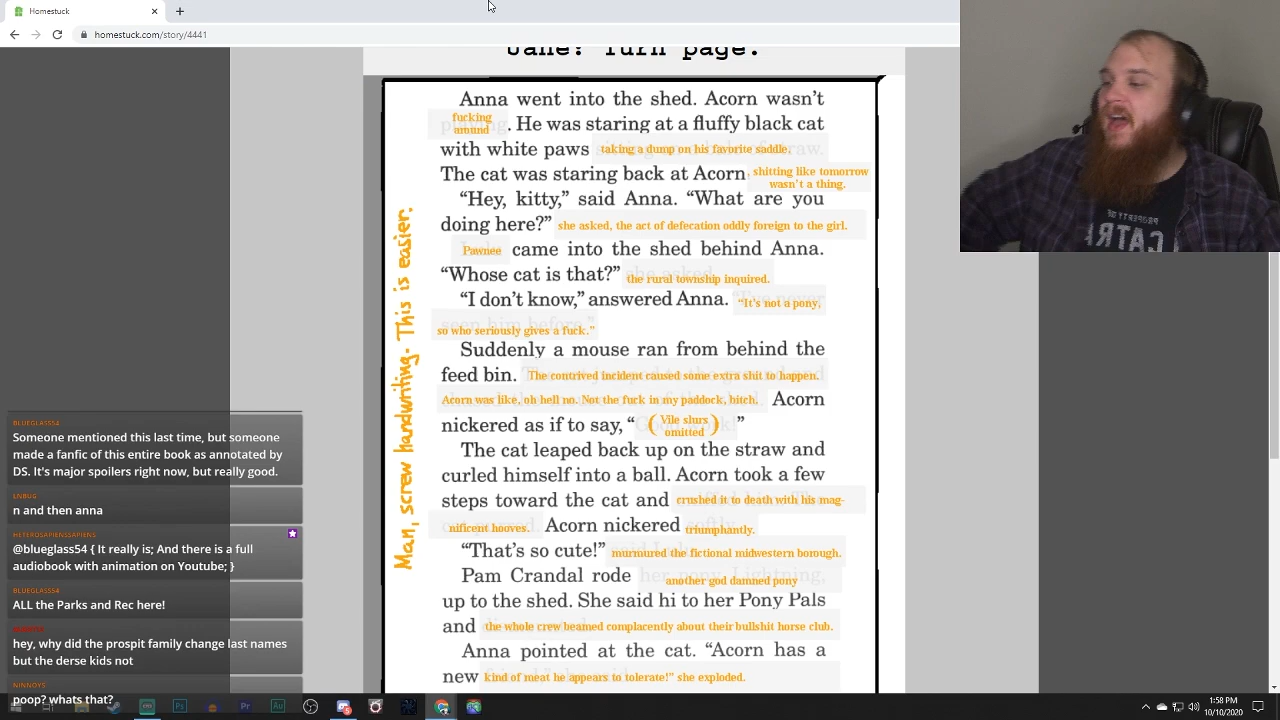 Homestuck
homestuck.com/story/4441
Jane: Turn page.
Anna went into the shed. Acorn wasn't
fucking around. He was staring at a fluffy black cat
with white paws taking a dump on his favorite saddle.
The cat was staring back at Acorn, shitting like tomorrow wasn't a thing.
“Hey, kitty,” said Anna. “What are you
doing here?” she asked, the act of defecation oddly foreign to the girl.
Pawnee came into the shed behind Anna.
“Whose cat is that?” the rural township inquired.
“I don't know,” answered Anna. “It's not a pony,
so who seriously gives a fuck.”
Suddenly a mouse ran from behind the
feed bin. The contrived incident caused some extra shit to happen.
Acorn was like, oh hell no. Not the fuck in my paddock, bitch. Acorn
nickered as if to say, “(Vile slurs omitted)”
The cat leaped back up on the straw and
curled himself into a ball. Acorn took a few
steps toward the cat and crushed it to death with his mag-
nificent hooves. Acorn nickered triumphantly.
“That's so cute!” murmured the fictional midwestern borough.
Pam Crandal rode another god damned pony
up to the shed. She said hi to her Pony Pals
and the whole crew beamed complacently about their bullshit horse club.
Anna pointed at the cat. “Acorn has a
new kind of meat he appears to tolerate!” she exploded.
Man, screw handwriting. This is easier.
BLUEGLASS54
Someone mentioned this last time, but someone
made a fanfic of this entire book as annotated by
DS. It's major spoilers right now, but really good.
LNBUG
n and then anna
HETEROSAPIENSSAPIENS
@blueglass54 { It really is; And there is a full
audiobook with animation on Youtube; }
BLUEGLASS54
ALL the Parks and Rec here!
hey, why did the prospit family change last names
but the derse kids not
NINNOYS
poop? whats that?
PROPERTY OF
CATRI
1:58 PM
10/10/2020